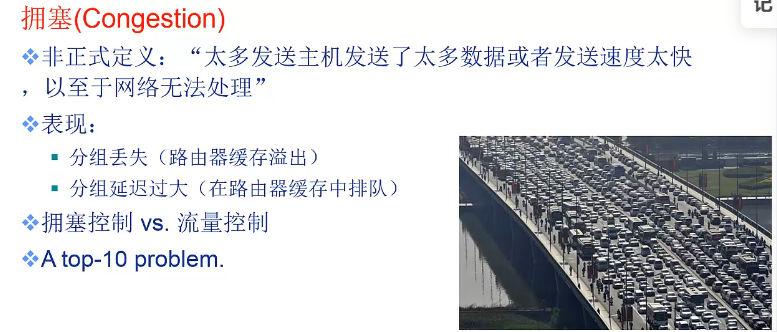 记
拥塞(Congestion)
非正式定义：“太多发送主机发送了太多数据或者发送速度太快
，以至于网络无法处理”
表现：
分组丢失（路由器缓存溢出）
分组延迟过大（在路由器缓存中排队）
拥塞控制 vs. 流量控制
A top-10 problem.